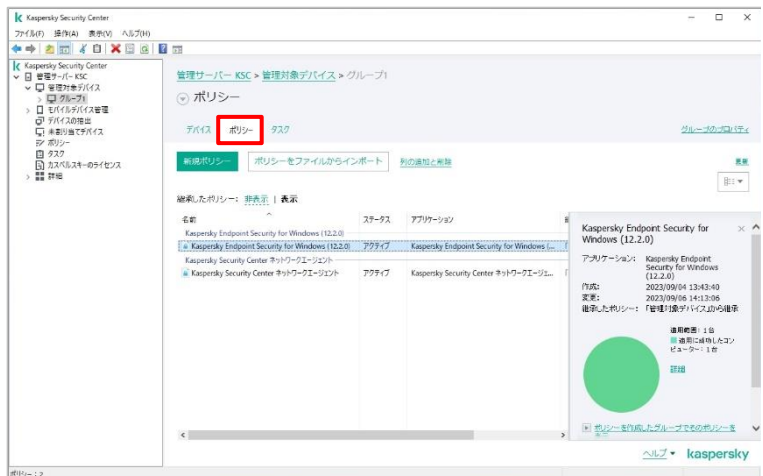 Kaspersky Security Center
ファイル(F) 操作(A) 表示(V) ヘルプ(H)
Kaspersky Security Center
管理サーバー KSC
管理対象デバイス
グループ1
モバイルデバイス管理
デバイスの抽出
未割り当てデバイス
ポリシー
タスク
カスペルスキーのライセンス
詳細
管理サーバー KSC > 管理対象デバイス > グループ1
ポリシー
デバイス ポリシー タスク
グループのプロパティ
新規ポリシー ポリシーをファイルからインポート 列の追加と削除
更新
継承したポリシー: 非表示 | 表示
名前 ステータス アプリケーション
Kaspersky Endpoint Security for Windows (12.2.0)
Kaspersky Endpoint Security for Windows (12.2.0) アクティブ Kaspersky Endpoint Security for Windows (...
Kaspersky Security Center ネットワークエージェント
Kaspersky Security Center ネットワークエージェント アクティブ Kaspersky Security Center ネットワークエージェ...
Kaspersky Endpoint Security for
Windows (12.2.0)
アプリケーション: Kaspersky Endpoint
Security for Windows
(12.2.0)
作成: 2023/09/04 13:43:40
変更: 2023/09/06 14:13:06
継承したポリシー: 「管理対象デバイス」から継承
適用範囲: 1台
適用に成功したコン
ピューター: 1台
詳細
ポリシーを作成したグループでそのポリシーを
ヘルプ
kaspersky
ポリシー: 2